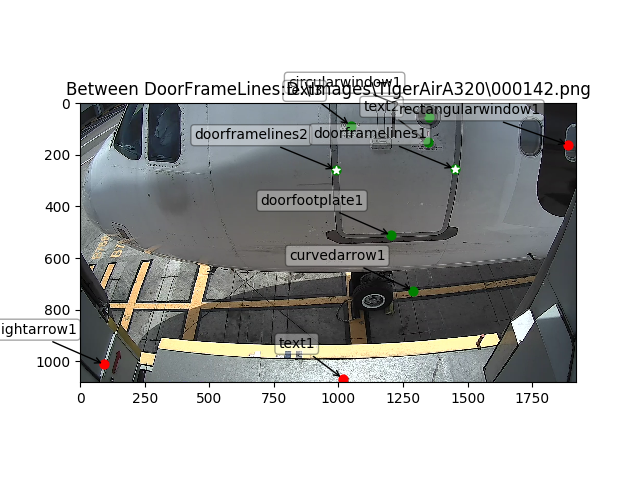 circularwindow1
Between DoorFrameLines:
images\TigerAirA320\000142.png
text2
rectangularwindow1
doorframelines2
doorframelines1
doorfootplate1
curvedarrow1
ightarrow1
text1
0
200
400
600
800
1000
0
250
500
750
1000
1250
1500
1750